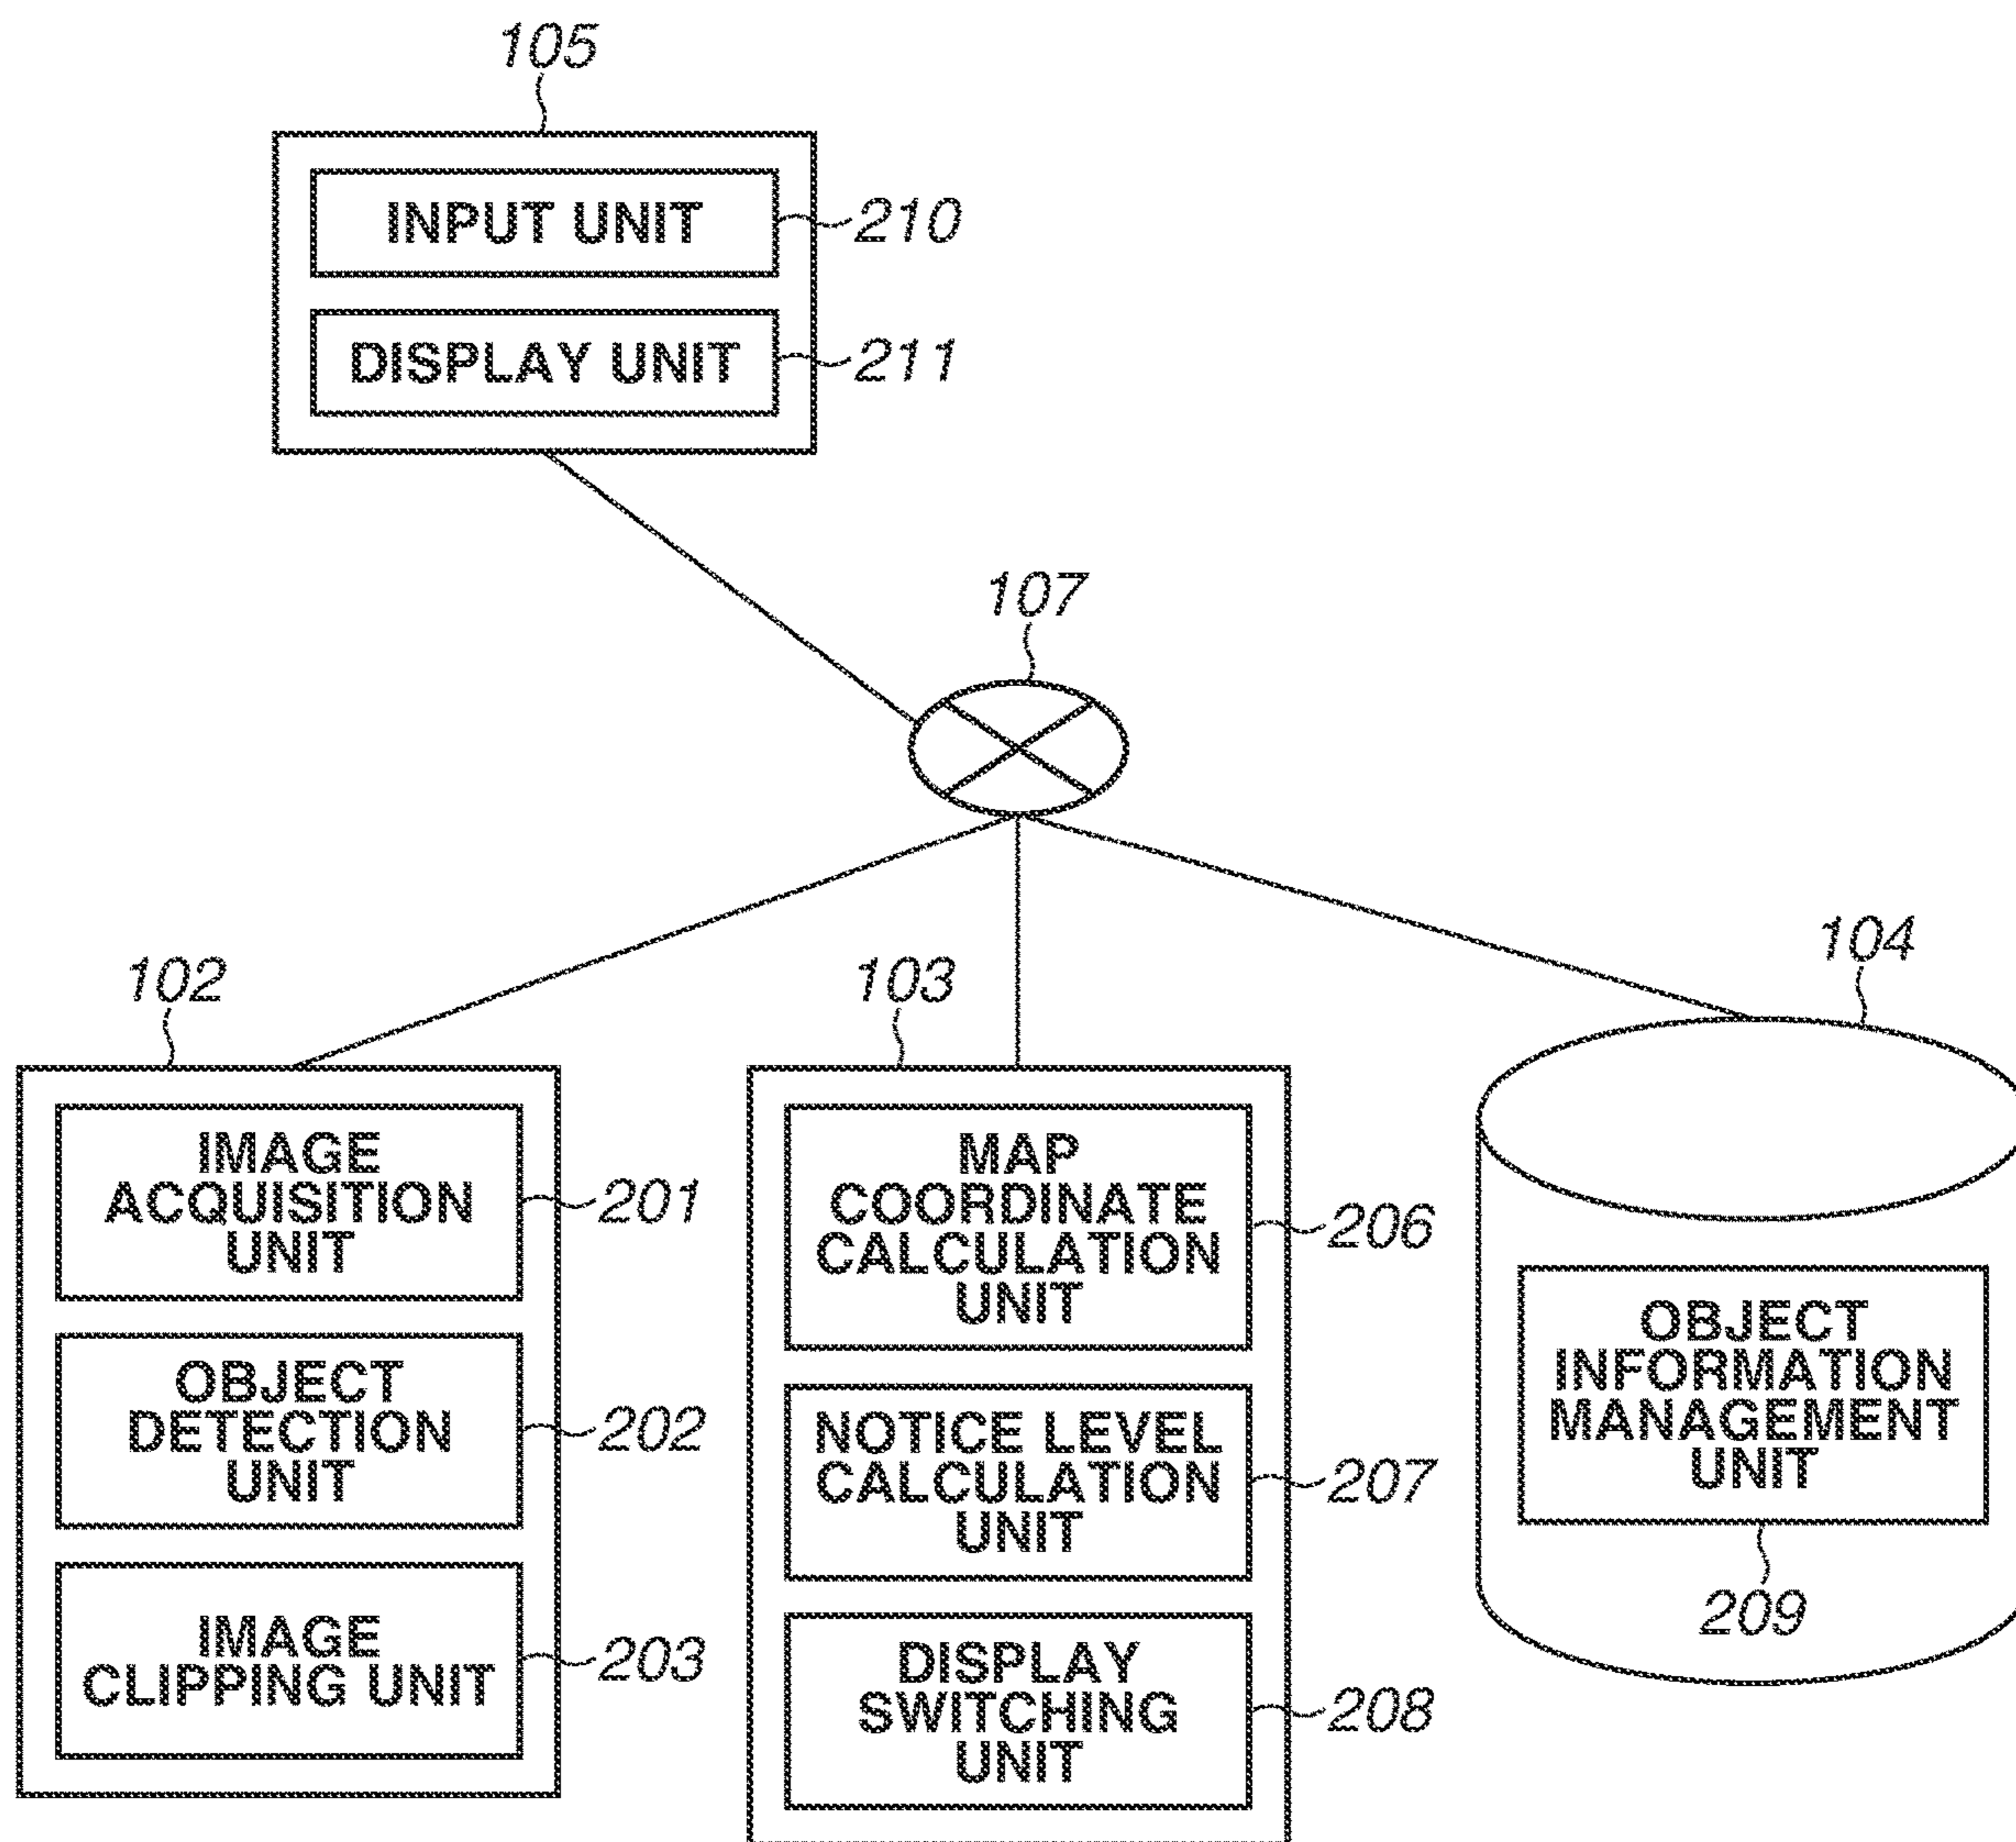 105
INPUT UNIT
210
DISPLAY UNIT
211
107
102
103
104
IMAGE
ACQUISITION
UNIT
201
OBJECT
DETECTION
UNIT
202
IMAGE
CLIPPING UNIT
203
MAP
COORDINATE
CALCULATION
UNIT
206
NOTICE LEVEL
CALCULATION
UNIT
207
DISPLAY
SWITCHING
UNIT
208
OBJECT
INFORMATION
MANAGEMENT
UNIT
209